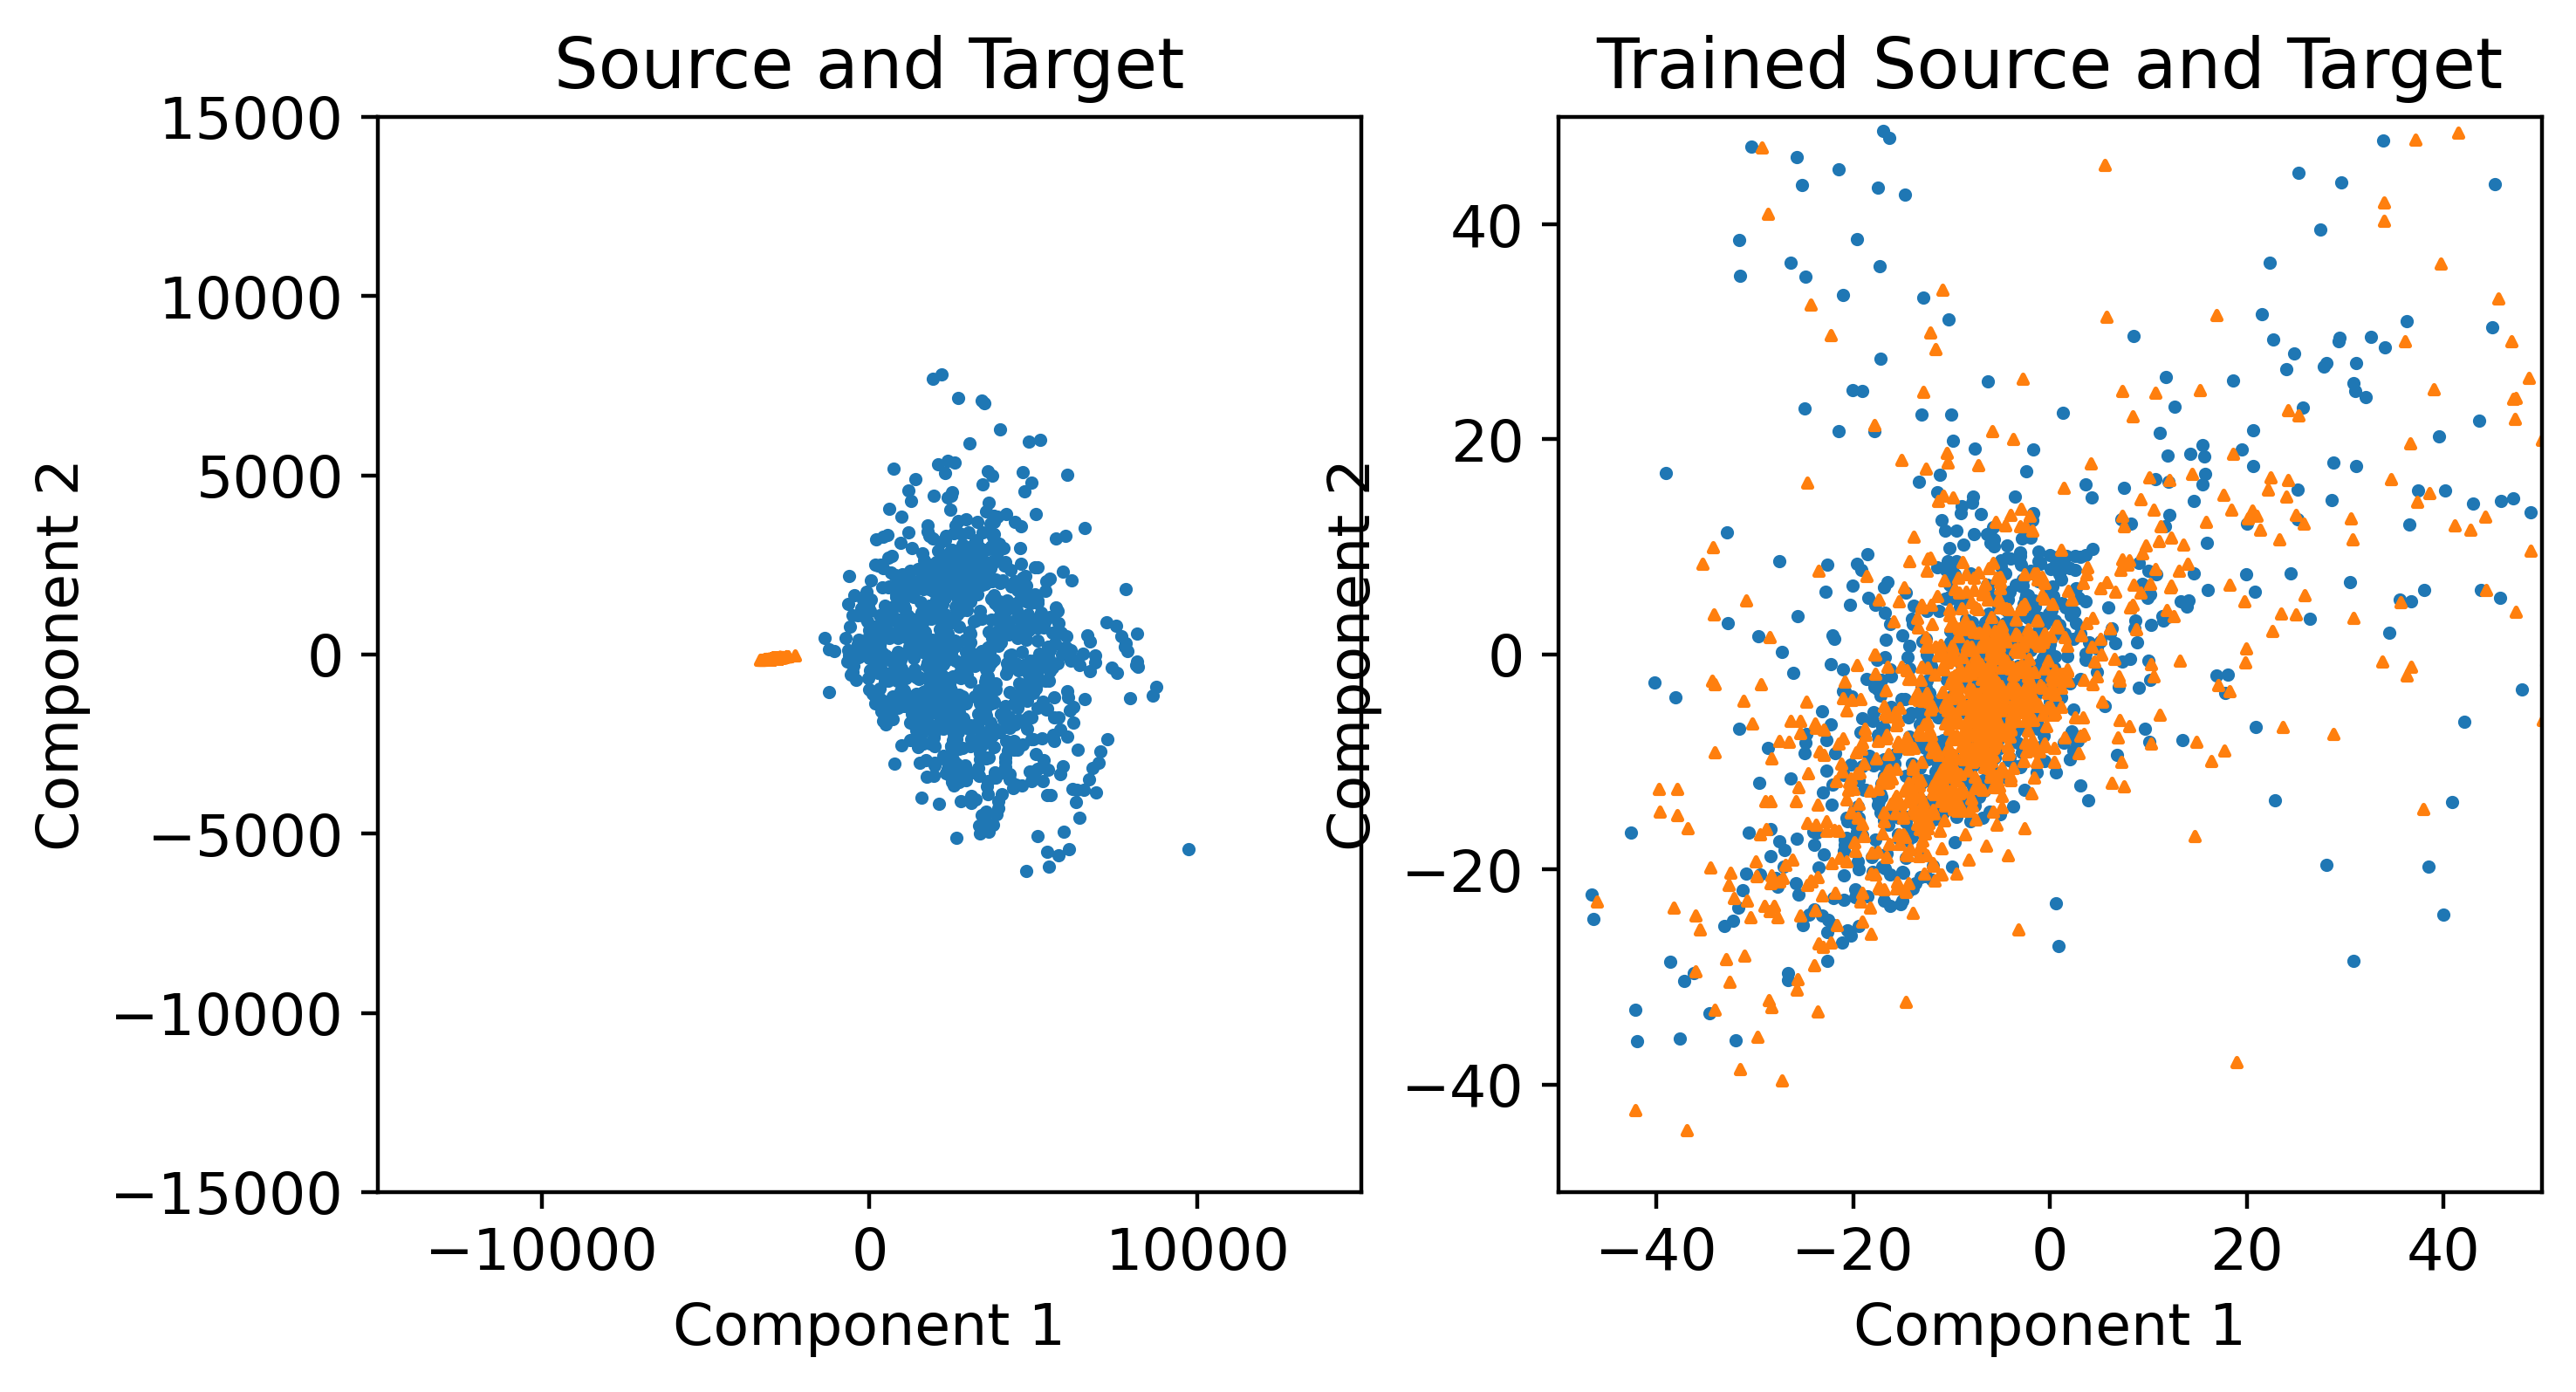 Source and Target
15000
10000
5000
0
−5000
−10000
−15000
Component 2
−10000 0 10000
Component 1
Trained Source and Target
40
20
0
−20
−40
Component 2
−40 −20 0 20 40
Component 1